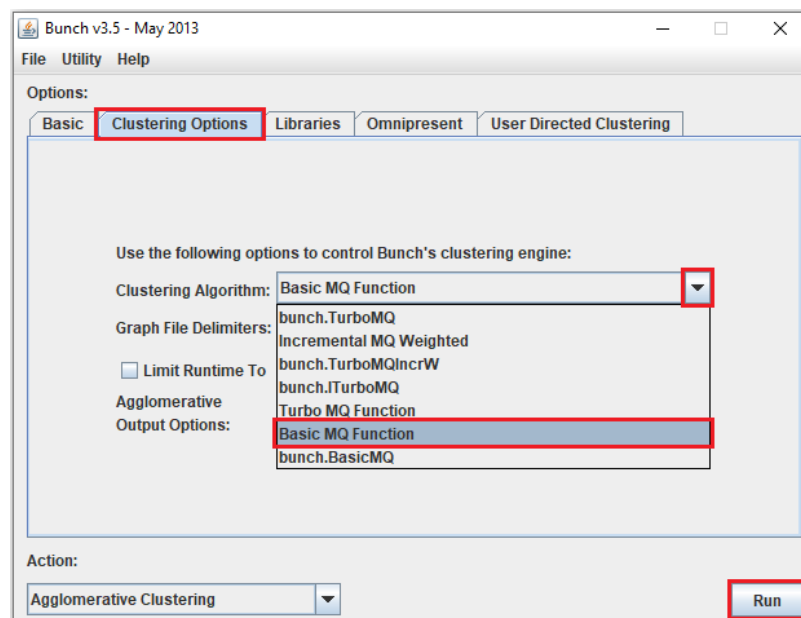 Bunch v3.5 - May 2013
File Utility Help
Options:
Basic Clustering Options Libraries Omnipresent User Directed Clustering
Use the following options to control Bunch's clustering engine:
Clustering Algorithm: Basic MQ Function
Graph File Delimiters:
bunch.TurboMQ
Incremental MQ Weighted
bunch.TurboMQIncrW
bunch.ITurboMQ
Turbo MQ Function
Basic MQ Function
bunch.BasicMQ
Limit Runtime To
Agglomerative
Output Options:
Action:
Agglomerative Clustering
Run